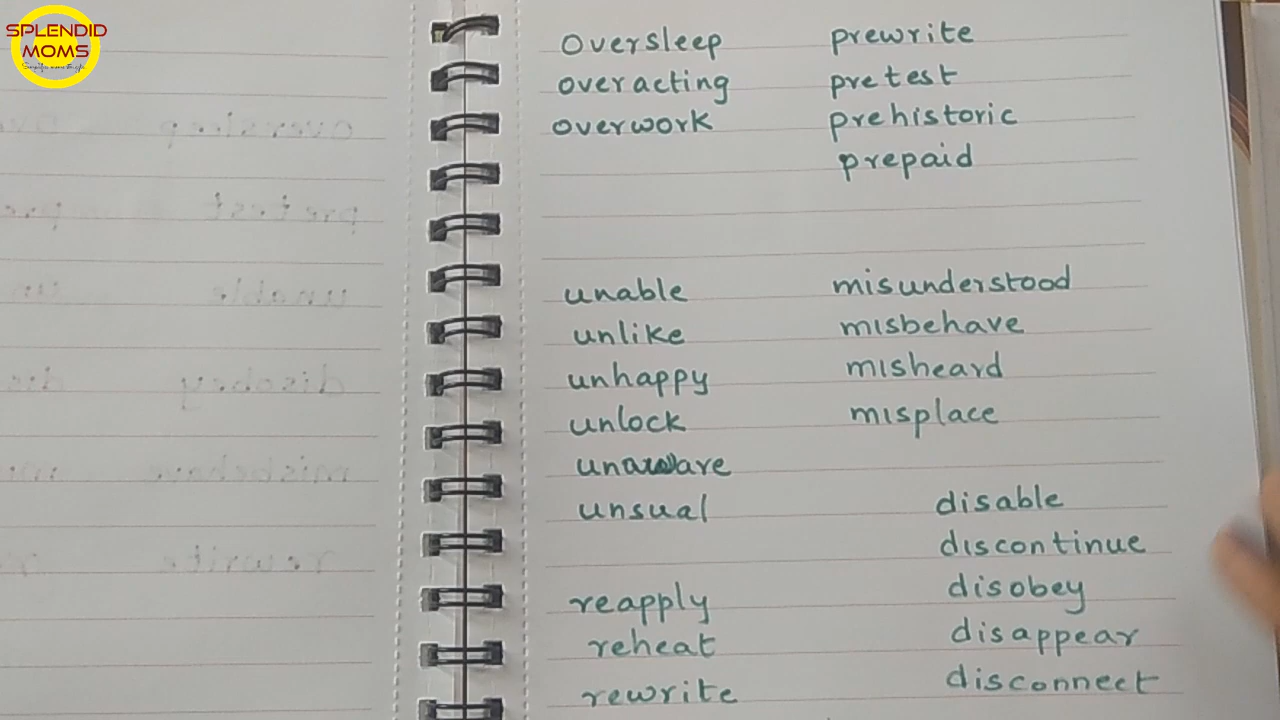 SPLENDID
MOMS
oversleep prewrite
overacting pretest
overwork prehistoric
prepaid
unable misunderstood
unlike misbehave
unhappy misheard
unlock misplace
unaware
unsual disable
discontinue
reapply disobey
reheat disappear
rewrite disconnect